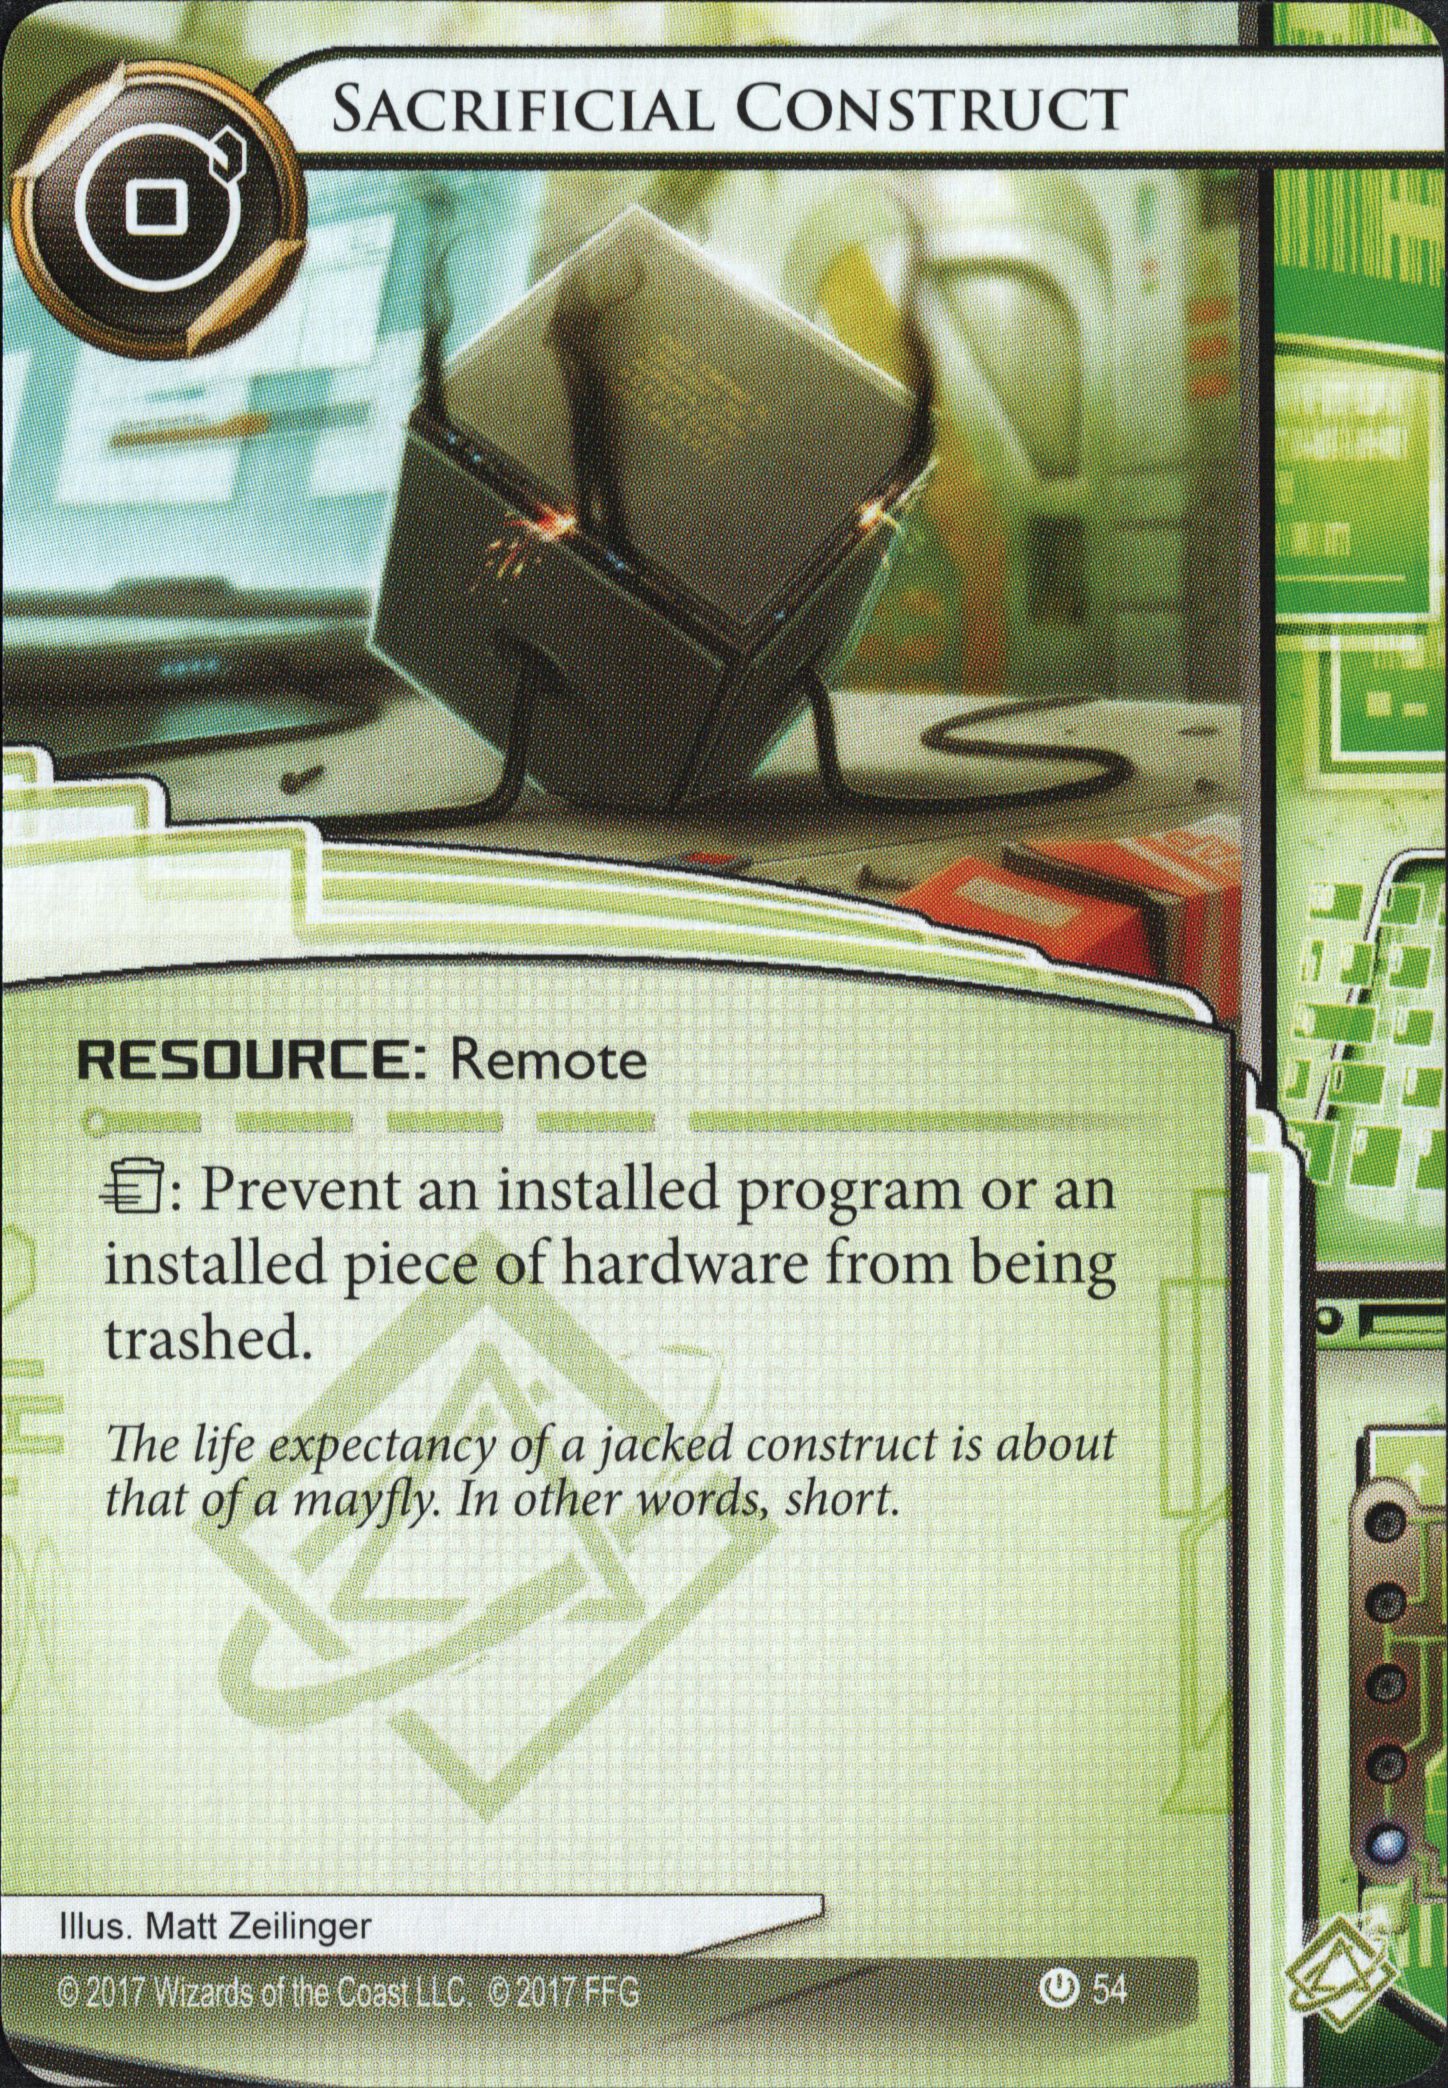 SACRIFICIAL CONSTRUCT
0
RESOURCE: Remote
: Prevent an installed program or an
installed piece of hardware from being
trashed.
The life expectancy of a jacked construct is about
that of a mayfly. In other words, short.
Illus. Matt Zeilinger
© 2017 Wizards of the Coast LLC. © 2017 FFG
54